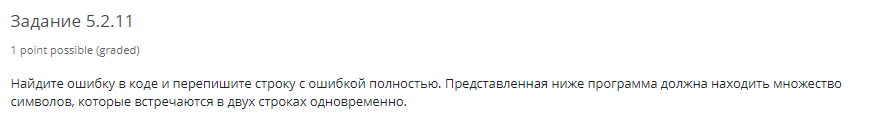 Задание 5.2.11
1 point possible (graded)
Найдите ошибку в коде и перепишите строку с ошибкой полностью. Представленная ниже программа должна находить множество
символов, которые встречаются в двух строках одновременно.